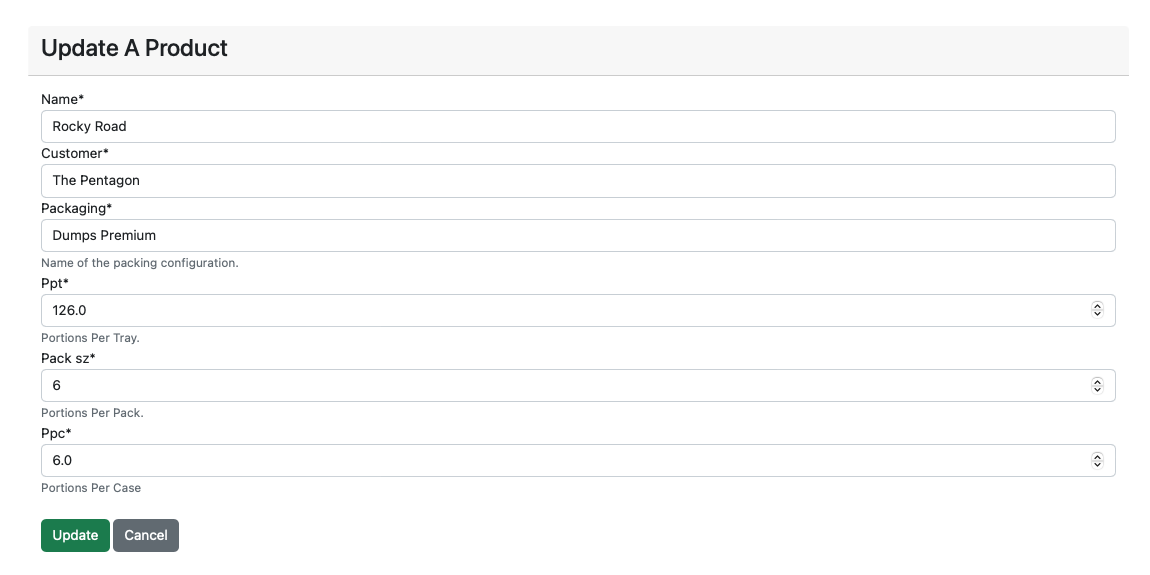 Update A Product
Name*
Rocky Road
Customer*
The Pentagon
Packaging*
Dumps Premium
Name of the packing configuration.
Ppt*
126.0
Portions Per Tray.
Pack sz*
6
Portions Per Pack.
Ppc*
6.0
Portions Per Case
Update Cancel